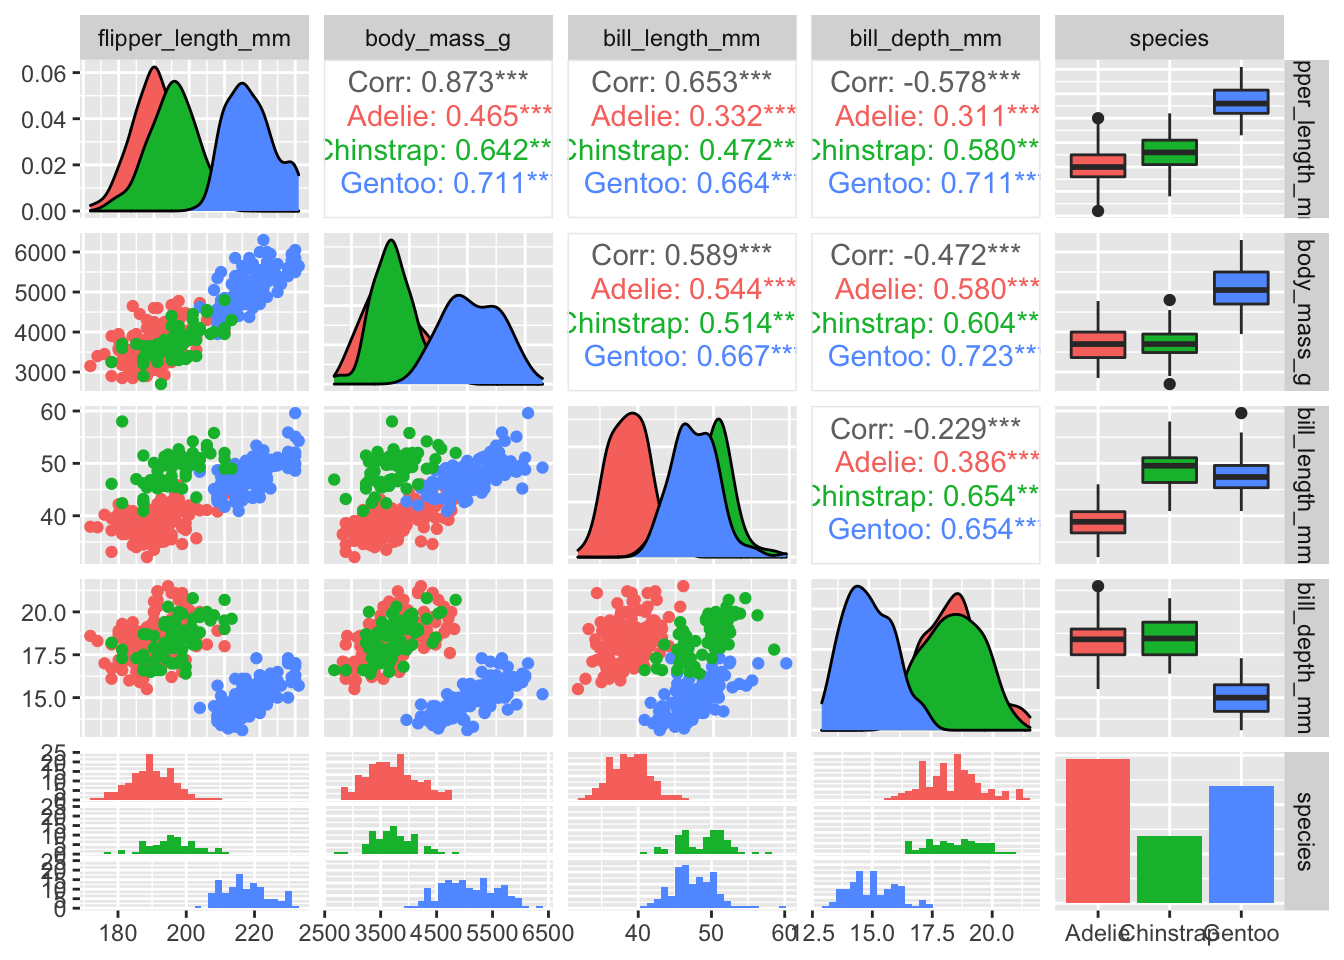 flipper_length_mm
body_mass_g
bill_length_mm
bill_depth_mm
species
0.06
0.04
0.02
0.00
Corr: 0.873***
Adelie: 0.465***
Chinstrap: 0.642**
Gentoo: 0.711***
Corr: 0.653***
Adelie: 0.332***
Chinstrap: 0.472**
Gentoo: 0.664***
Corr: -0.578***
Adelie: 0.311***
Chinstrap: 0.580**
Gentoo: 0.711***
pper_length_m
6000
5000
4000
3000
Corr: 0.589***
Adelie: 0.544***
Chinstrap: 0.514**
Gentoo: 0.667***
Corr: -0.472***
Adelie: 0.580***
Chinstrap: 0.604**
Gentoo: 0.723***
body_mass_g
60
50
40
Corr: -0.229***
Adelie: 0.386***
Chinstrap: 0.654**
Gentoo: 0.654***
bill_length_mm
20.0
17.5
15.0
bill_depth_mm
25
species
180
200
220
2500
3500
4500
5500
6500
40
50
60
12.5
15.0
17.5
20.0
Adelie
Chinstrap
Gentoo